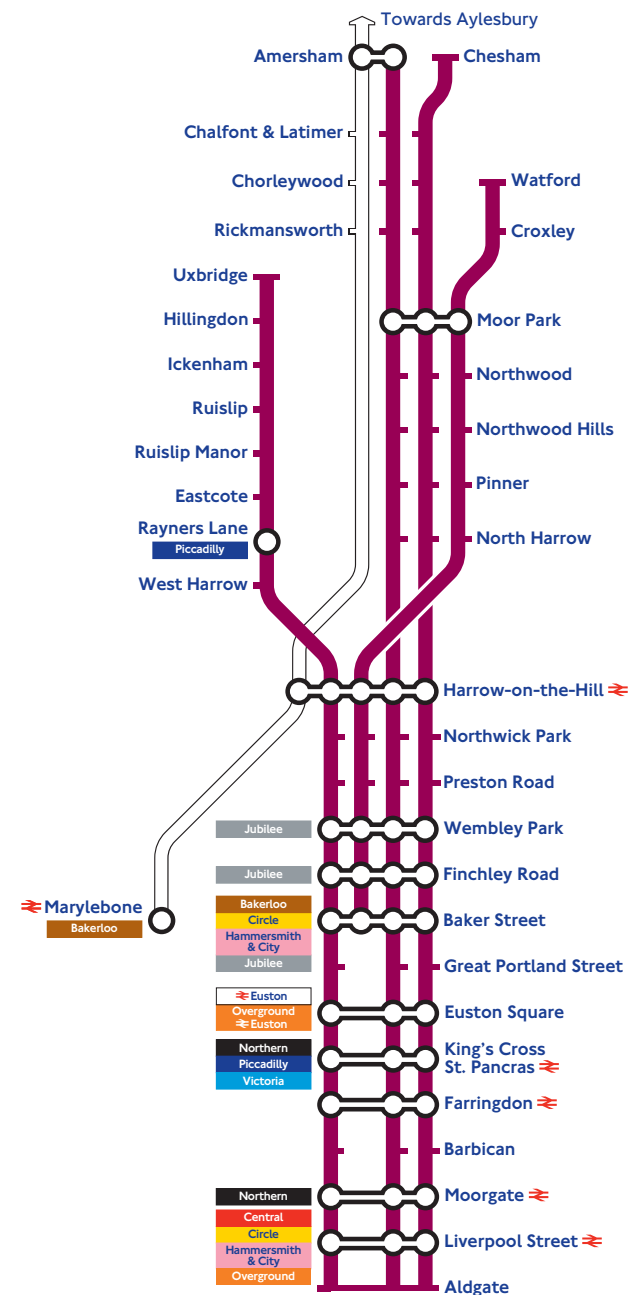 Towards Aylesbury
Amersham
Chesham
Chalfont & Latimer
Chorleywood
Watford
Rickmansworth
Croxley
Uxbridge
Hillingdon
Moor Park
Ickenham
Northwood
Ruislip
Northwood Hills
Ruislip Manor
Pinner
Eastcote
Rayners Lane
Piccadilly
North Harrow
West Harrow
Harrow-on-the-Hill
Northwick Park
Preston Road
Jubilee
Wembley Park
Jubilee
Finchley Road
Marylebone
Bakerloo
Bakerloo
Circle
Hammersmith
& City
Jubilee
Baker Street
Great Portland Street
Euston
Overground
Euston
Euston Square
Northern
Piccadilly
Victoria
King's Cross
St. Pancras
Farringdon
Barbican
Northern
Moorgate
Central
Circle
Hammersmith
& City
Overground
Liverpool Street
Aldgate